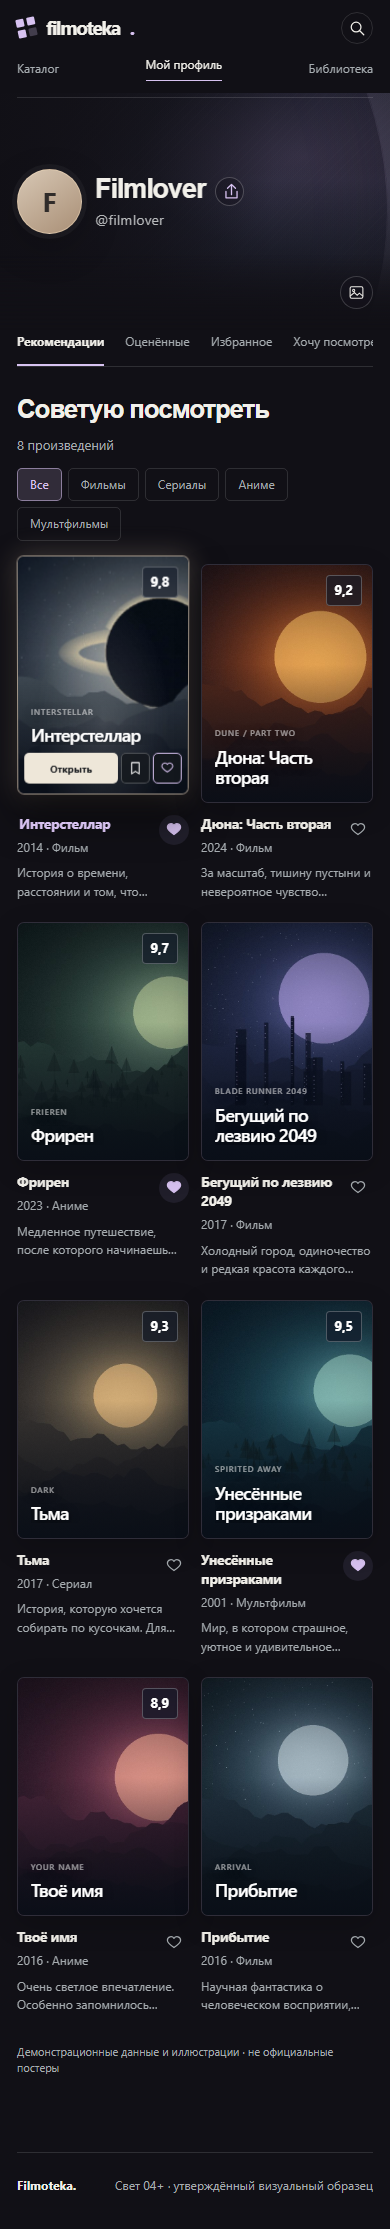 filmoteka.
Каталог
Мой профиль
Библиотека
F
Filmlover
@filmlover
Рекомендации
Оценённые
Избранное
Хочу посмотре
Советую посмотреть
8 произведений
Все
Фильмы
Сериалы
Аниме
Мультфильмы
9,8
INTERSTELLAR
Интерстеллар
Открыть
Интерстеллар
2014 · Фильм
История о времени,
расстоянии и том, что...
9,2
DUNE / PART TWO
Дюна: Часть
вторая
Дюна: Часть вторая
2024 · Фильм
За масштаб, тишину пустыни и
невероятное чувство...
9,7
FRIEREN
Фрирен
Фрирен
2023 · Аниме
Медленное путешествие,
после которого начинаешь...
BLADE RUNNER 2049
Бегущий по
лезвию 2049
Бегущий по лезвию
2049
2017 · Фильм
Холодный город, одиночество
и редкая красота каждого...
9,3
DARK
Тьма
Тьма
2017 · Сериал
История, которую хочется
собирать по кусочкам. Для...
9,5
SPIRITED AWAY
Унесённые
призраками
Унесённые
призраками
2001 · Мультфильм
Мир, в котором страшное,
уютное и удивительное...
8,9
YOUR NAME
Твоё имя
Твоё имя
2016 · Аниме
Очень светлое впечатление.
Особенно запомнилось...
ARRIVAL
Прибытие
Прибытие
2016 · Фильм
Научная фантастика о
человеческом восприятии,...
Демонстрационные данные и иллюстрации · не официальные
постеры
Filmoteka.
Свет 04+ · утверждённый визуальный образец